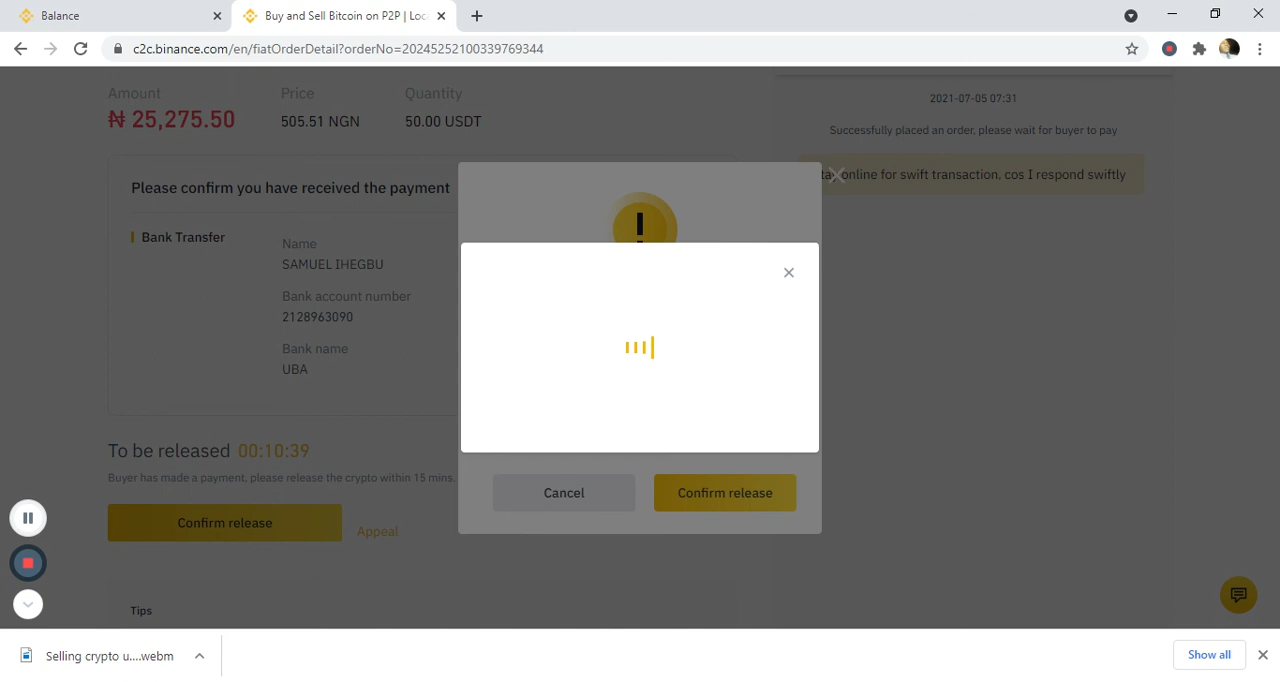 Balance
Buy and Sell Bitcoin on P2P | Loc
c2c.binance.com/en/fiatOrderDetail?orderNo=20245252100339769344
Amount
Price
Quantity
₦ 25,275.50
505.51 NGN
50.00 USDT
2021-07-05 07:31
Successfully placed an order, please wait for buyer to pay
online for swift transaction, cos I respond swiftly
Please confirm you have received the payment
Bank Transfer
Name
SAMUEL IHEGBU
Bank account number
2128963090
Bank name
UBA
To be released 00:10:39
Buyer has made a payment, please release the crypto within 15 mins.
Confirm release
Appeal
Cancel
Confirm release
Tips
Selling crypto u....webm
Show all